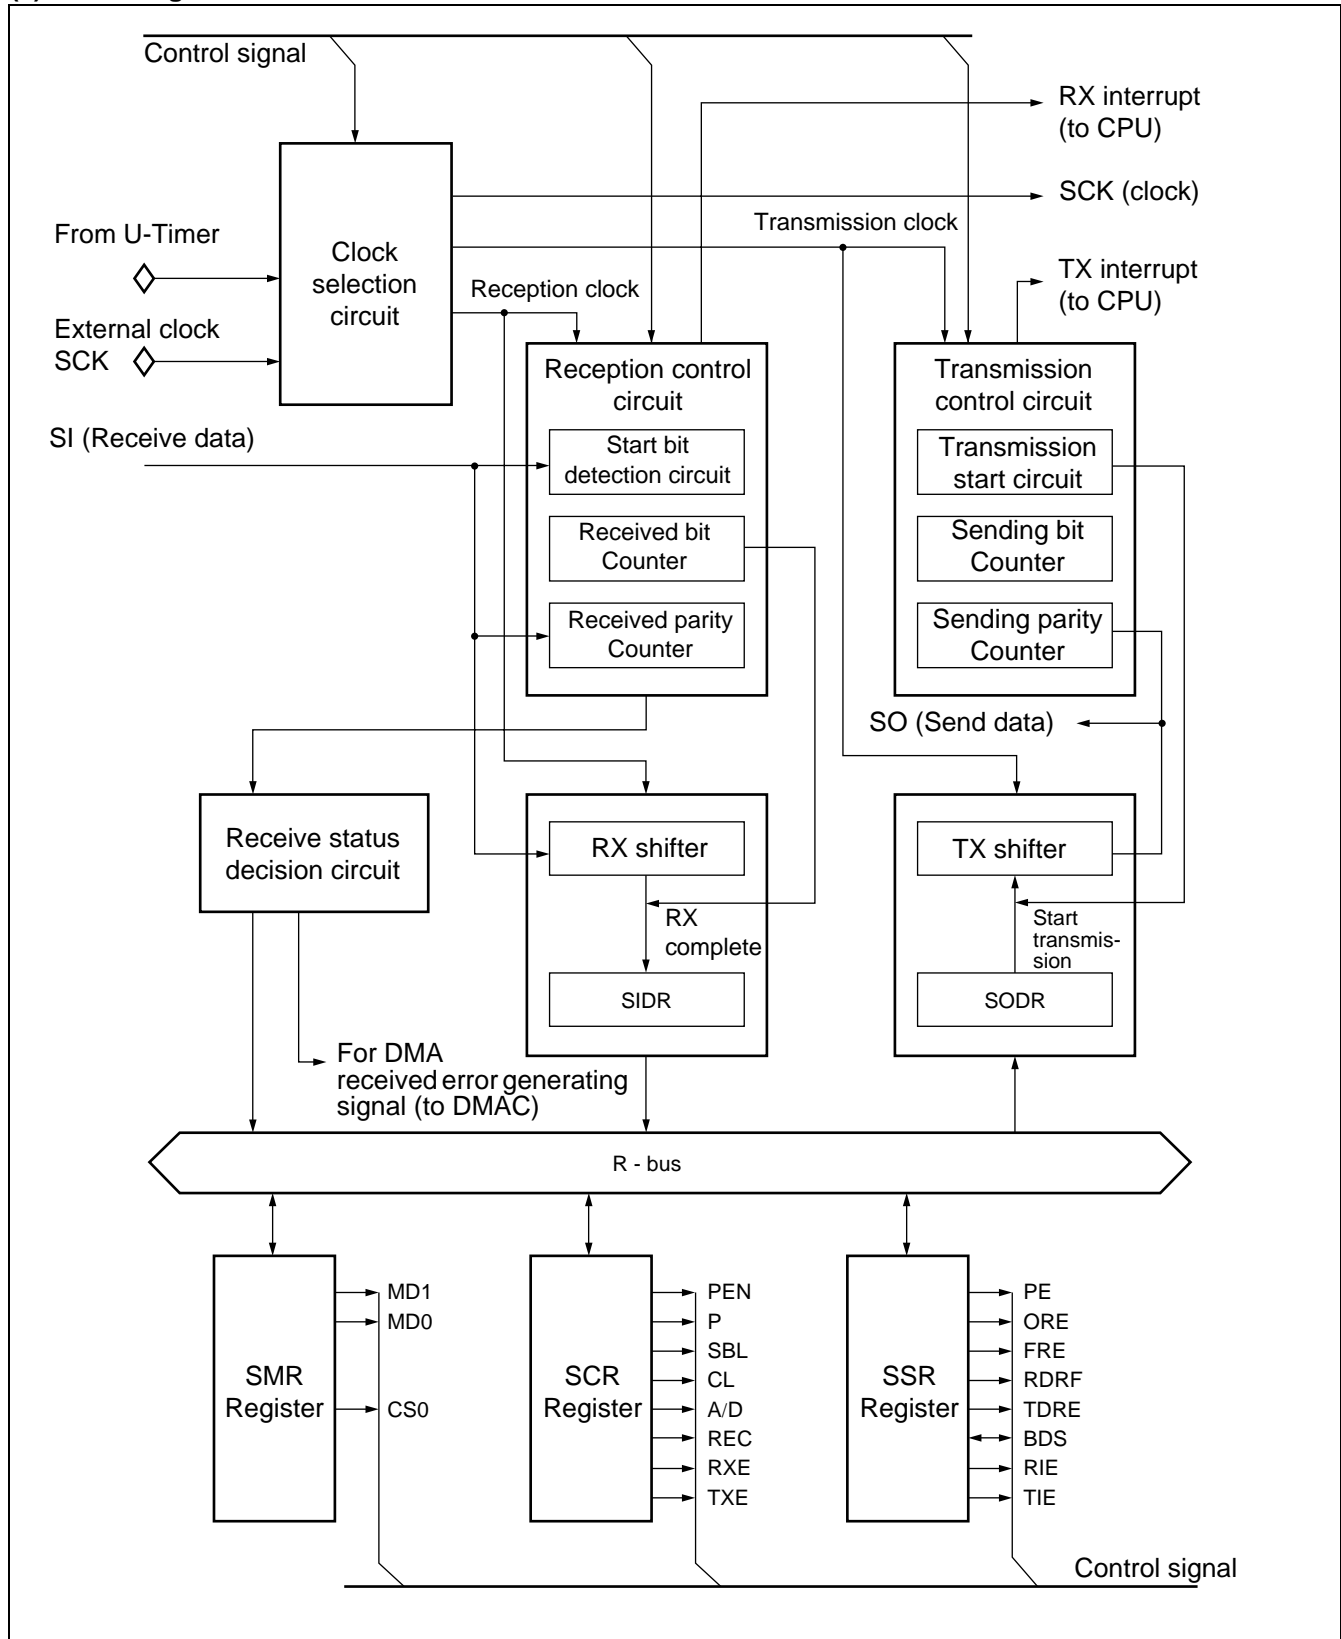 Control signal
RX interrupt
(to CPU)
SCK (clock)
Transmission clock
From U-Timer
Clock
selection
circuit
TX interrupt
(to CPU)
Reception clock
External clock
SCK
Reception control
circuit
Transmission
control circuit
SI (Receive data)
Start bit
detection circuit
Transmission
start circuit
Received bit
Counter
Sending bit
Counter
Received parity
Counter
Sending parity
Counter
SO (Send data)
Receive status
decision circuit
RX shifter
TX shifter
RX
complete
Start
transmis-
sion
SIDR
SODR
For DMA
received error generating
signal (to DMAC)
R - bus
SMR
Register
MD1
MD0
CS0
SCR
Register
PEN
P
SBL
CL
A/D
REC
RXE
TXE
SSR
Register
PE
ORE
FRE
RDRF
TDRE
BDS
RIE
TIE
Control signal